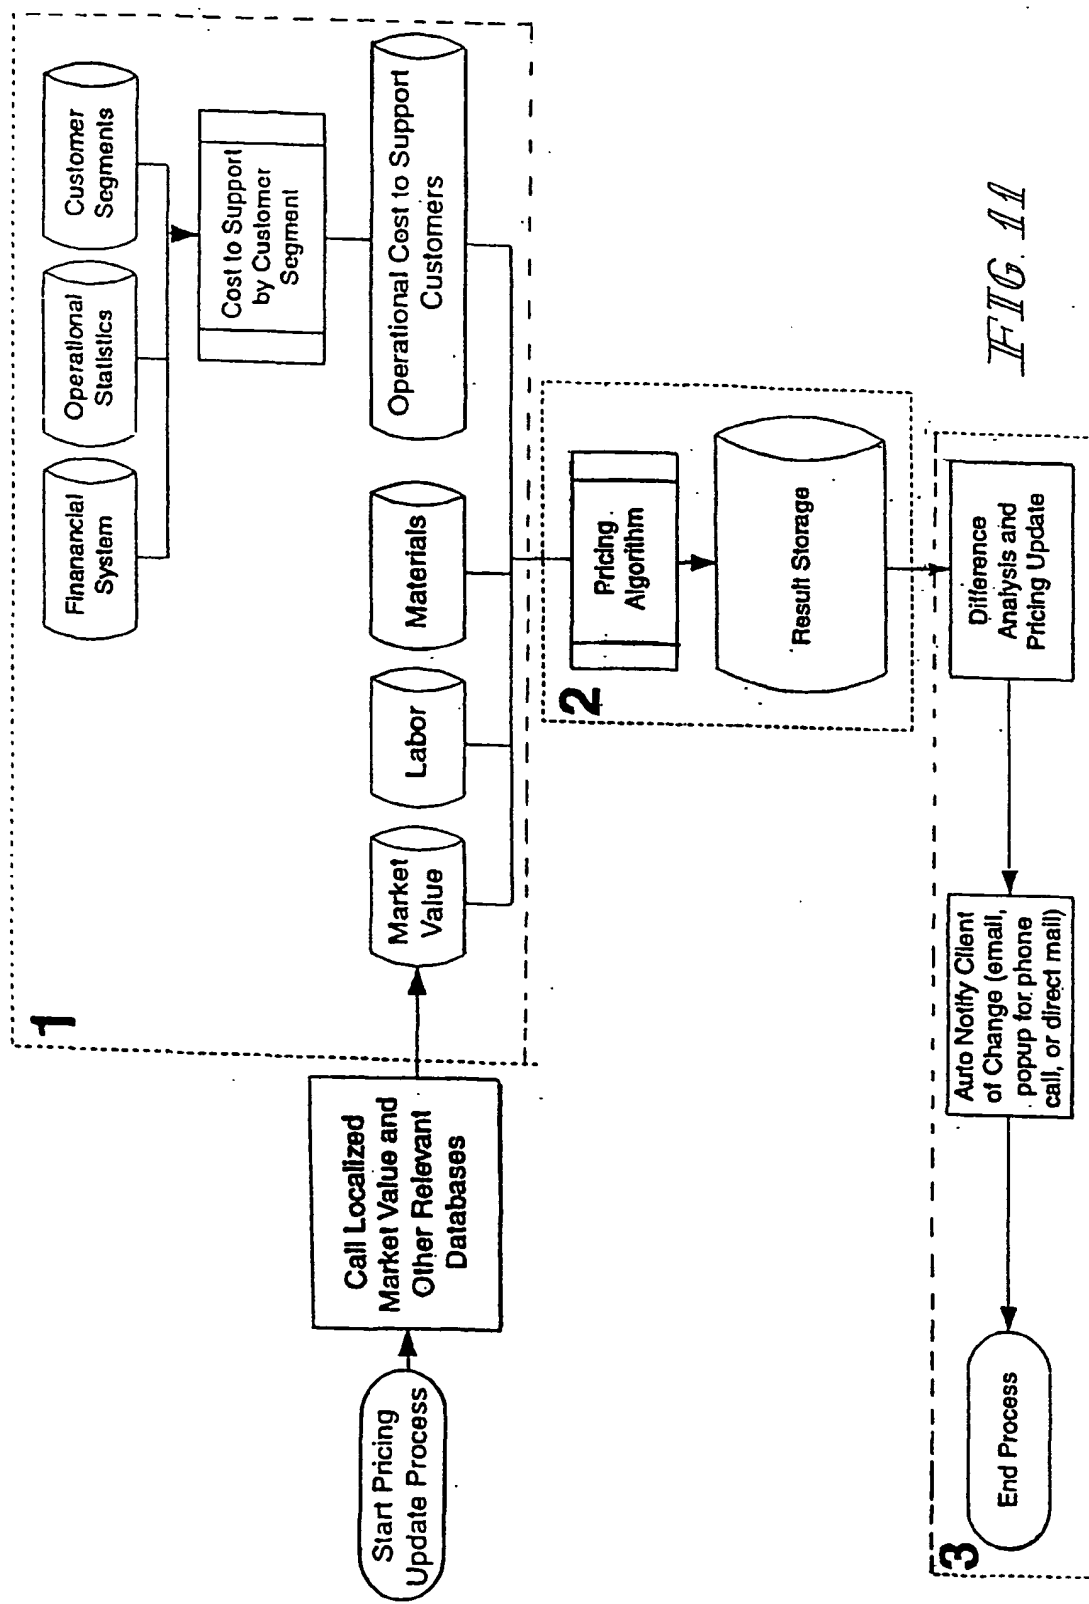 1
Finanancial
System
Operational
Statistics
Customer
Segments
Cost to Support
by Customer
Segment
Start Pricing
Update Process
Call Localized
Market Value and
Other Relevant
Databases
Market
Value
Labor
Materials
Operational Cost to Support
Customers
2
Pricing
Algorithm
Result Storage
3
End Process
Auto Notify Client
of Change (email,
popup for phone
call, or direct mail)
Difference
Analysis and
Pricing Update
FIG. 11